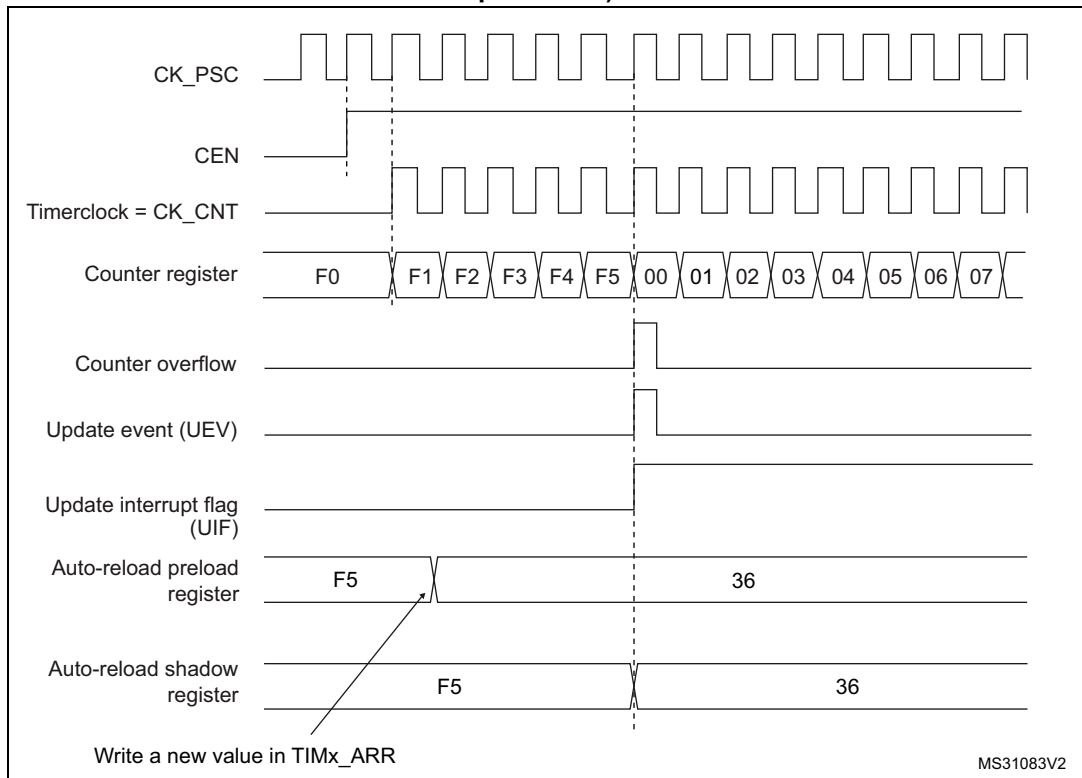 CK_PSC
CEN
Timerclock = CK_CNT
Counter register F0 F1 F2 F3 F4 F5 00 01 02 03 04 05 06 07
Counter overflow
Update event (UEV)
Update interrupt flag
(UIF)
Auto-reload preload
register
F5 36
Auto-reload shadow
register
F5 36
Write a new value in TIMx_ARR
MS31083V2